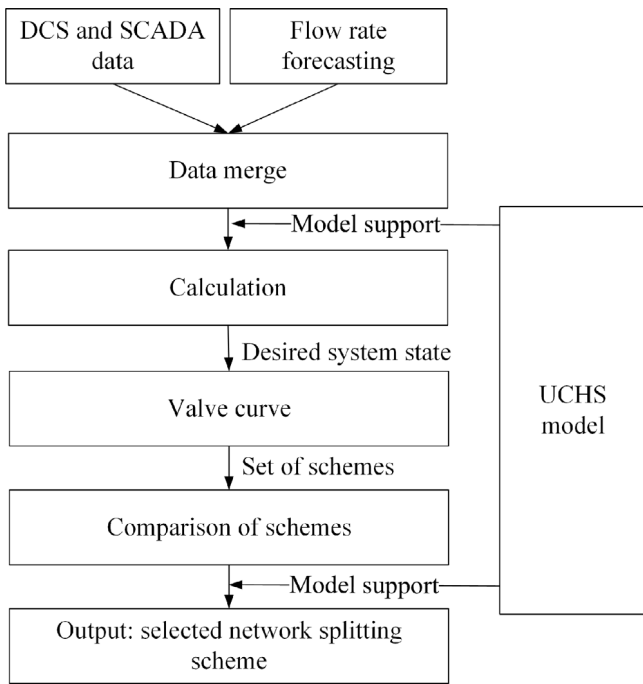 DCS and SCADA
data
Flow rate
forecasting
Data merge
Model support
Calculation
Desired system state
Valve curve
UCHS
model
Set of schemes
Comparison of schemes
Model support
Output: selected network splitting
scheme